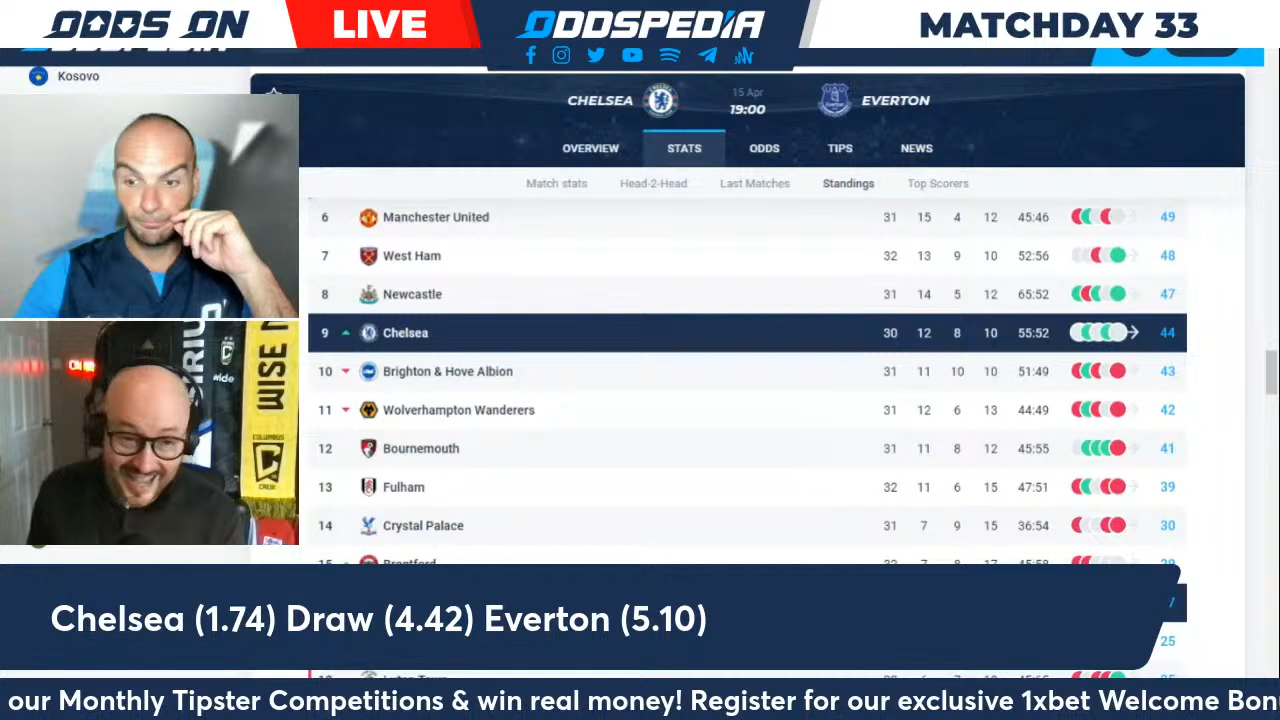 ODDS ON
LIVE
ODDSPEDIA
MATCHDAY 33
Kosovo
CHELSEA
15 Apr
19:00
EVERTON
OVERVIEW STATS ODDS TIPS NEWS
Match stats Head-2-Head Last Matches Standings Top Scorers
6 Manchester United 31 15 4 12 45:46 49
7 West Ham 32 13 9 10 52:56 48
8 Newcastle 31 14 5 12 65:52 47
9 Chelsea 30 12 8 10 55:52 44
10 Brighton & Hove Albion 31 11 10 10 51:49 43
11 Wolverhampton Wanderers 31 12 6 13 44:49 42
12 Bournemouth 31 11 8 12 45:55 41
13 Fulham 32 11 6 15 47:51 39
14 Crystal Palace 31 7 9 15 36:54 30
25
WISE
COLUMBUS
CREW
wide
Chelsea (1.74) Draw (4.42) Everton (5.10)
our Monthly Tipster Competitions & win real money! Register for our exclusive 1xbet Welcome Bon